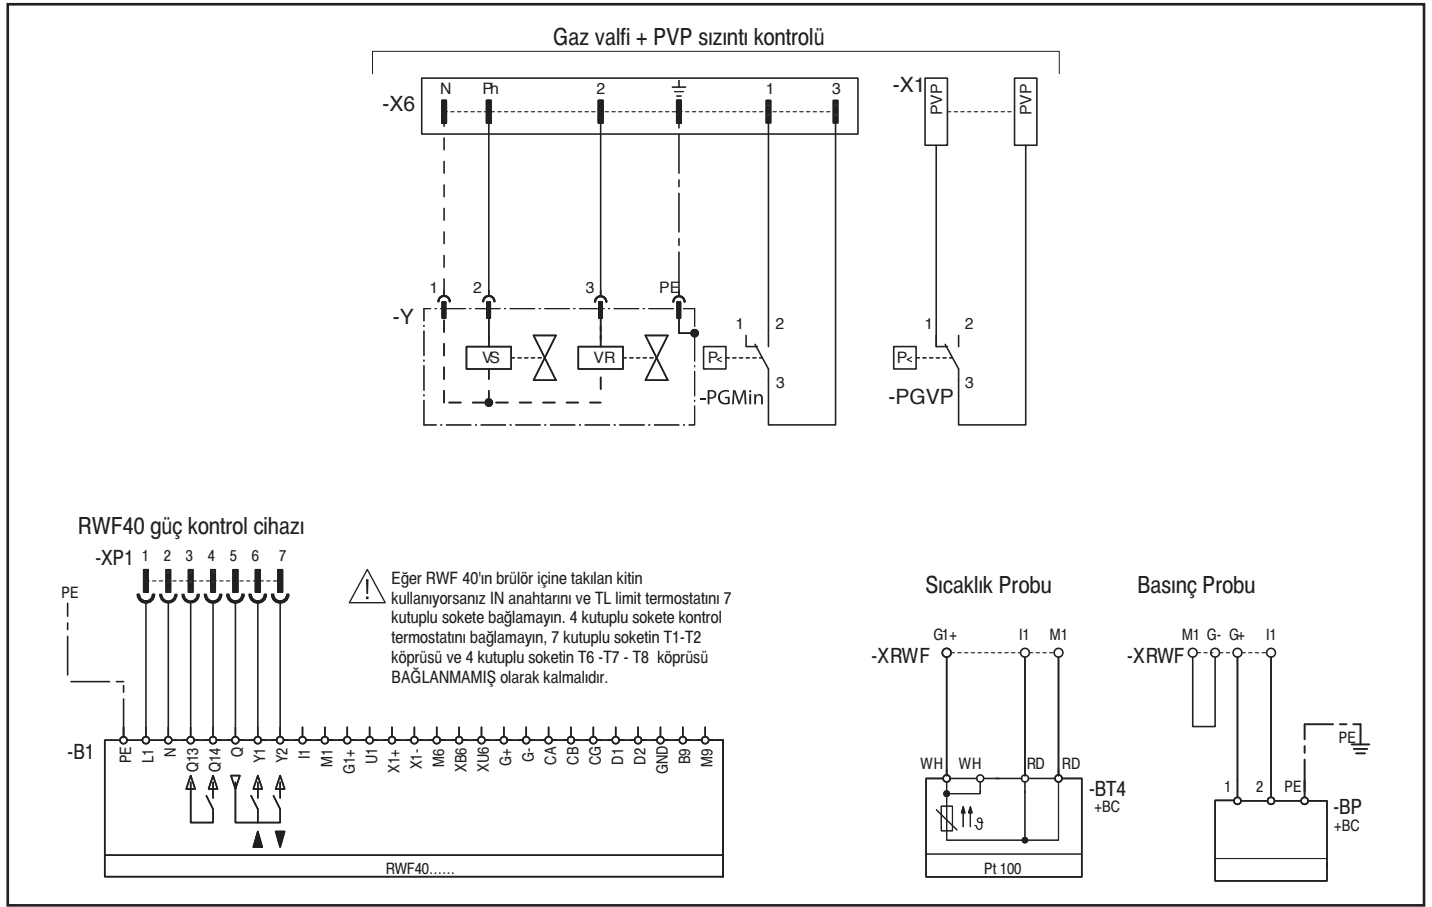 Gaz valfi + PVP sızıntı kontrolü
-X6 N Ph 2 1 3
-X1 PVP PVP
1 2 3 PE
-Y
VS VR
P< 1 2 3
-PGMin
P< 1 2 3
-PGVP
RWF40 güç kontrol cihazı
-XP1 1 2 3 4 5 6 7
PE
Eğer RWF 40'ın brülör içine takılan kitin
kullanıyorsanız IN anahtarını ve TL limit termostatını 7
kutuplu sokete bağlamayın. 4 kutuplu sokete kontrol
termostatını bağlamayın, 7 kutuplu soketin T1-T2
köprüsü ve 4 kutuplu soketin T6 -T7 - T8 köprüsü
BAĞLANMAMIŞ olarak kalmalıdır.
-B1
PE L1 N Q13 Q14 Q Y1 Y2 I1 M1 G1+ U1 X1+ X1- M6 XB6 XU6 G+ G- CA CB CG D1 D2 GND B9 M9
RWF40......
Sıcaklık Probu
G1+ I1 M1
-XRWF
WH WH RD RD
-BT4
+BC
ϑ
Pt 100
Basınç Probu
M1 G- G+ I1
-XRWF
PE
1 2 PE
-BP
+BC